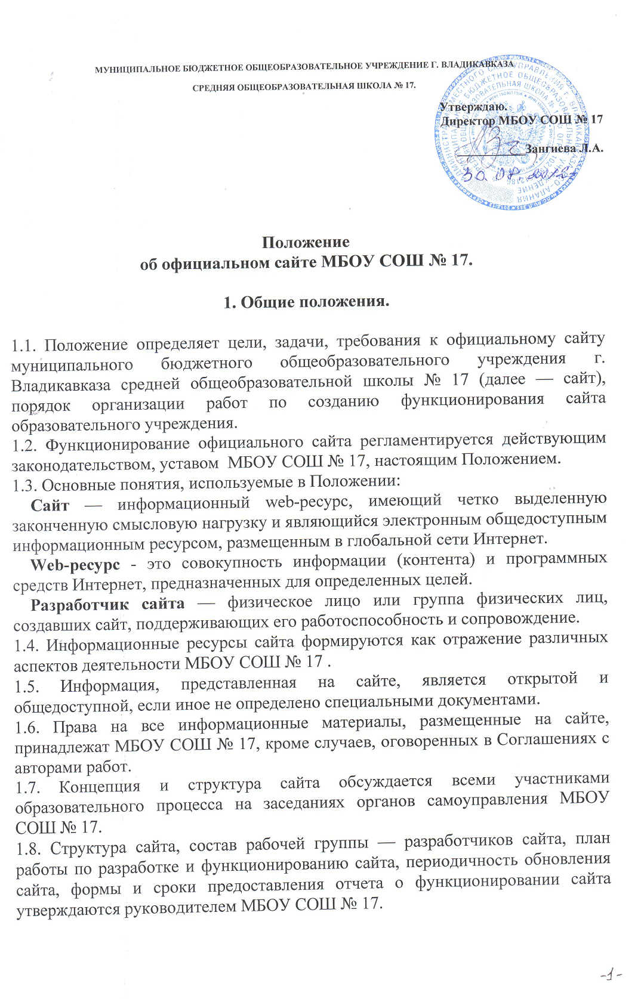 МУНИЦИПАЛЬНОЕ БЮДЖЕТНОЕ ОБЩЕОБРАЗОВАТЕЛЬНОЕ УЧРЕЖДЕНИЕ Г. ВЛАДИКАВКАЗА
СРЕДНЯЯ ОБЩЕОБРАЗОВАТЕЛЬНАЯ ШКОЛА № 17.
Утверждаю.
Директор МБОУ СОШ № 17
Зангиева Л.А.
Положение
об официальном сайте МБОУ СОШ № 17.
1. Общие положения.
1.1. Положение определяет цели, задачи, требования к официальному сайту
муниципального бюджетного общеобразовательного учреждения г.
Владикавказа средней общеобразовательной школы № 17 (далее — сайт),
порядок организации работ по созданию функционирования сайта
образовательного учреждения.
1.2. Функционирование официального сайта регламентируется действующим
законодательством, уставом МБОУ СОШ № 17, настоящим Положением.
1.3. Основные понятия, используемые в Положении:
Сайт — информационный web-ресурс, имеющий четко выделенную
законченную смысловую нагрузку и являющийся электронным общедоступным
информационным ресурсом, размещенным в глобальной сети Интернет.
Web-ресурс - это совокупность информации (контента) и программных
средств Интернет, предназначенных для определенных целей.
Разработчик сайта — физическое лицо или группа физических лиц,
создавших сайт, поддерживающих его работоспособность и сопровождение.
1.4. Информационные ресурсы сайта формируются как отражение различных
аспектов деятельности МБОУ СОШ № 17 .
1.5. Информация, представленная на сайте, является открытой и
общедоступной, если иное не определено специальными документами.
1.6. Права на все информационные материалы, размещенные на сайте,
принадлежат МБОУ СОШ № 17, кроме случаев, оговоренных в Соглашениях с
авторами работ.
1.7. Концепция и структура сайта обсуждается всеми участниками
образовательного процесса на заседаниях органов самоуправления МБОУ
СОШ № 17.
1.8. Структура сайта, состав рабочей группы — разработчиков сайта, план
работы по разработке и функционированию сайта, периодичность обновления
сайта, формы и сроки предоставления отчета о функционировании сайта
утверждаются руководителем МБОУ СОШ № 17.
-1-